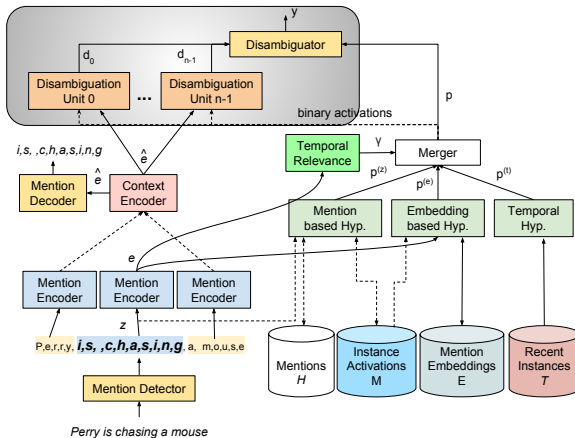 y
Disambiguator
d0
dn-1
Disambiguation
Unit 0
...
Disambiguation
Unit n-1
binary activations
p
i,s, ,c,h,a,s,i,n,g
ê
Temporal
Relevance
γ
Merger
Mention
Decoder
ê
Context
Encoder
p(z)
p(e)
p(t)
Mention
based Hyp.
Embedding
based Hyp.
Temporal
Hyp.
e
Mention
Encoder
Mention
Encoder
Mention
Encoder
z
P,e,r,r,y, i,s, ,c,h,a,s,i,n,g, a, m,o,u,s,e
Mentions
H
Instance
Activations
M
Mention
Embeddings
E
Recent
Instances
T
Mention Detector
Perry is chasing a mouse